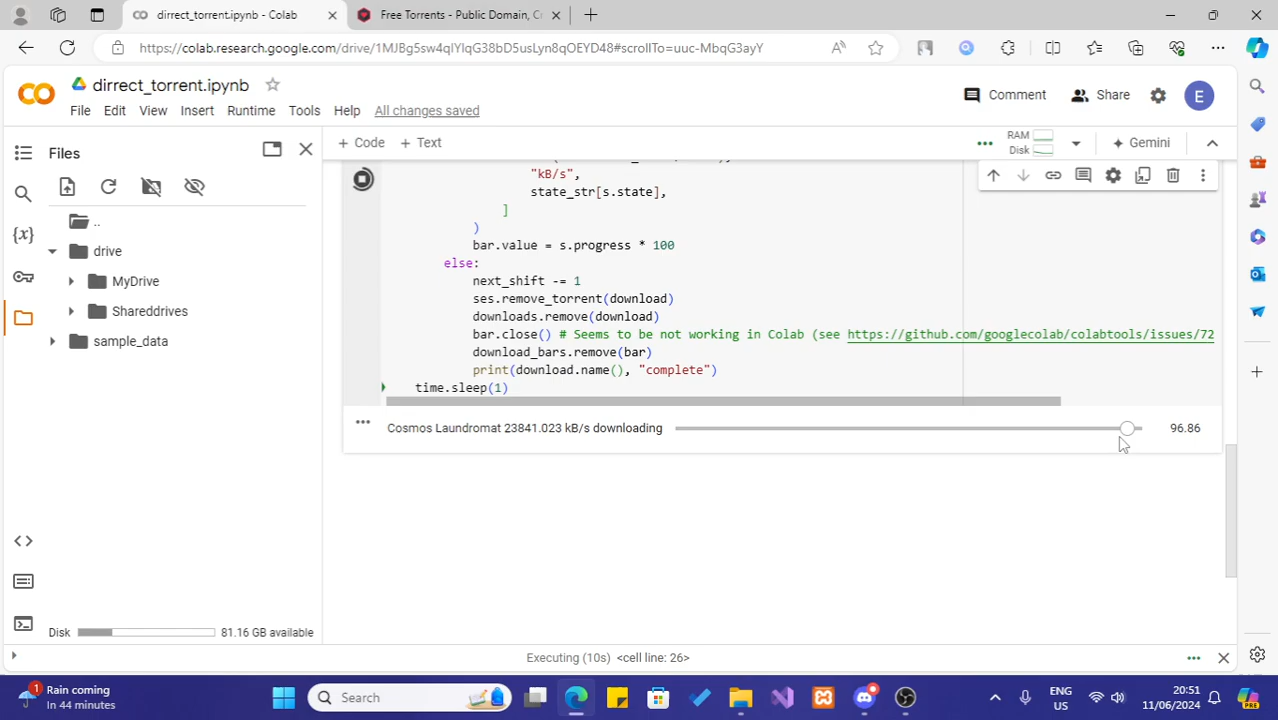 dirrect_torrent.ipynb - Colab
Free Torrents - Public Domain, C
https://colab.research.google.com/drive/1MJBg5sw4qIYIqG38bD5usLyn8qOEYD48#scrollTo=uuc-MbqG3ayY
dirrect_torrent.ipynb
File Edit View Insert Runtime Tools Help All changes saved
Comment Share E
Files
+ Code + Text
RAM
Disk
Gemini
..
drive
MyDrive
Shareddrives
sample_data
{x}
"kB/s",
state_str[s.state],
]
)
bar.value = s.progress * 100
else:
next_shift -= 1
ses.remove_torrent(download)
downloads.remove(download)
bar.close() # Seems to be not working in Colab (see https://github.com/googlecolab/colabtools/issues/72
download_bars.remove(bar)
print(download.name(), "complete")
time.sleep(1)
Cosmos Laundromat 23841.023 kB/s downloading 96.86
Disk 81.16 GB available
Executing (10s) <cell line: 26>
1
Rain coming
In 44 minutes
Search
ENG
US
20:51
11/06/2024
PRE